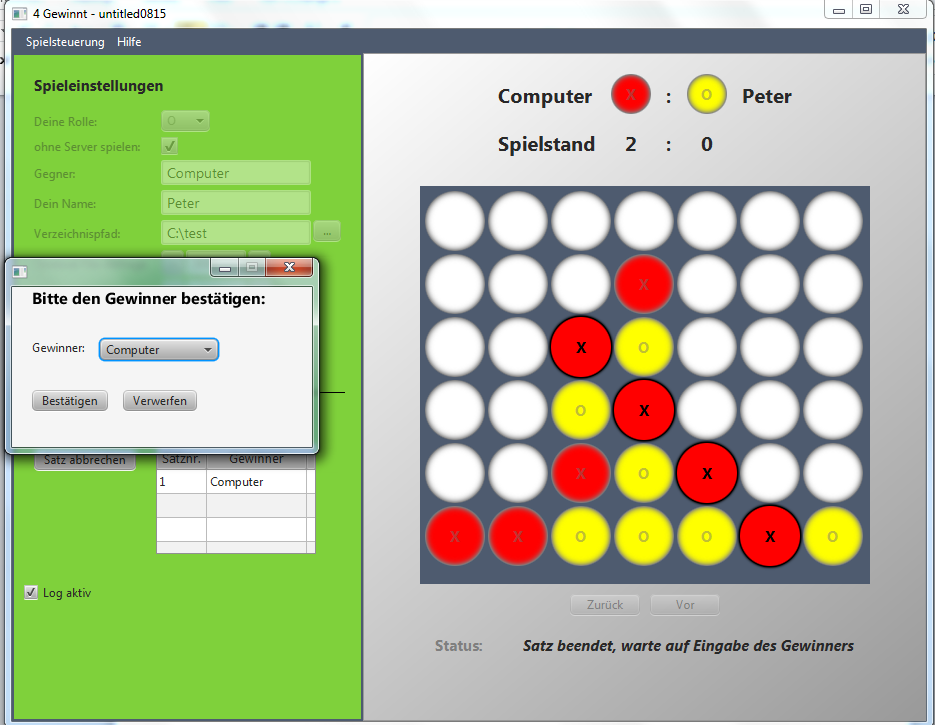 4 Gewinnt - untitled0815
Spielsteuerung Hilfe
Spieleinstellungen
Deine Rolle: O
ohne Server spielen:
Gegner: Computer
Dein Name: Peter
Verzeichnispfad: C:\test ...
Bitte den Gewinner bestätigen:
Gewinner: Computer
Bestätigen Verwerfen
Satz abbrechen
Satznr. Gewinner
1 Computer
Log aktiv
Computer X : O Peter
Spielstand 2 : 0
X
X O
O X
X O X
X X O O O X O
Zurück Vor
Status: Satz beendet, warte auf Eingabe des Gewinners